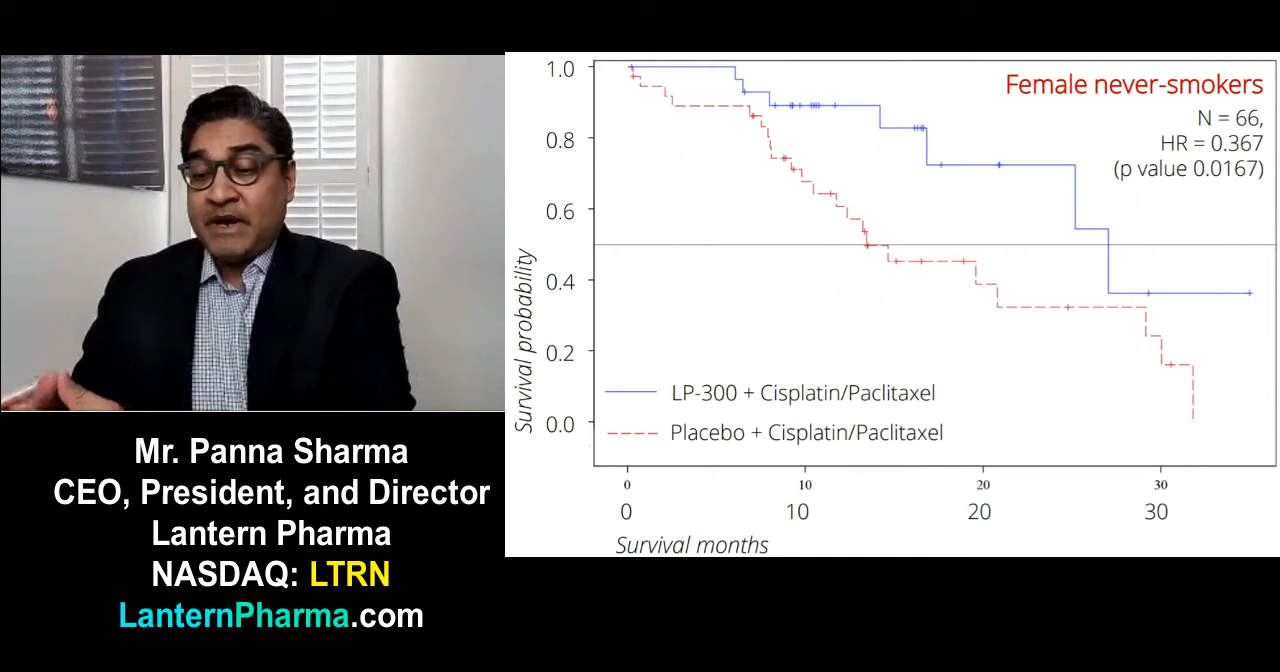 Mr. Panna Sharma
CEO, President, and Director
Lantern Pharma
NASDAQ: LTRN
LanternPharma.com
Female never-smokers
N = 66,
HR = 0.367
(p value 0.0167)
Survival probability
1.0
0.8
0.6
0.4
0.2
0.0
LP-300 + Cisplatin/Paclitaxel
Placebo + Cisplatin/Paclitaxel
0 10 20 30
0 10 20 30
Survival months